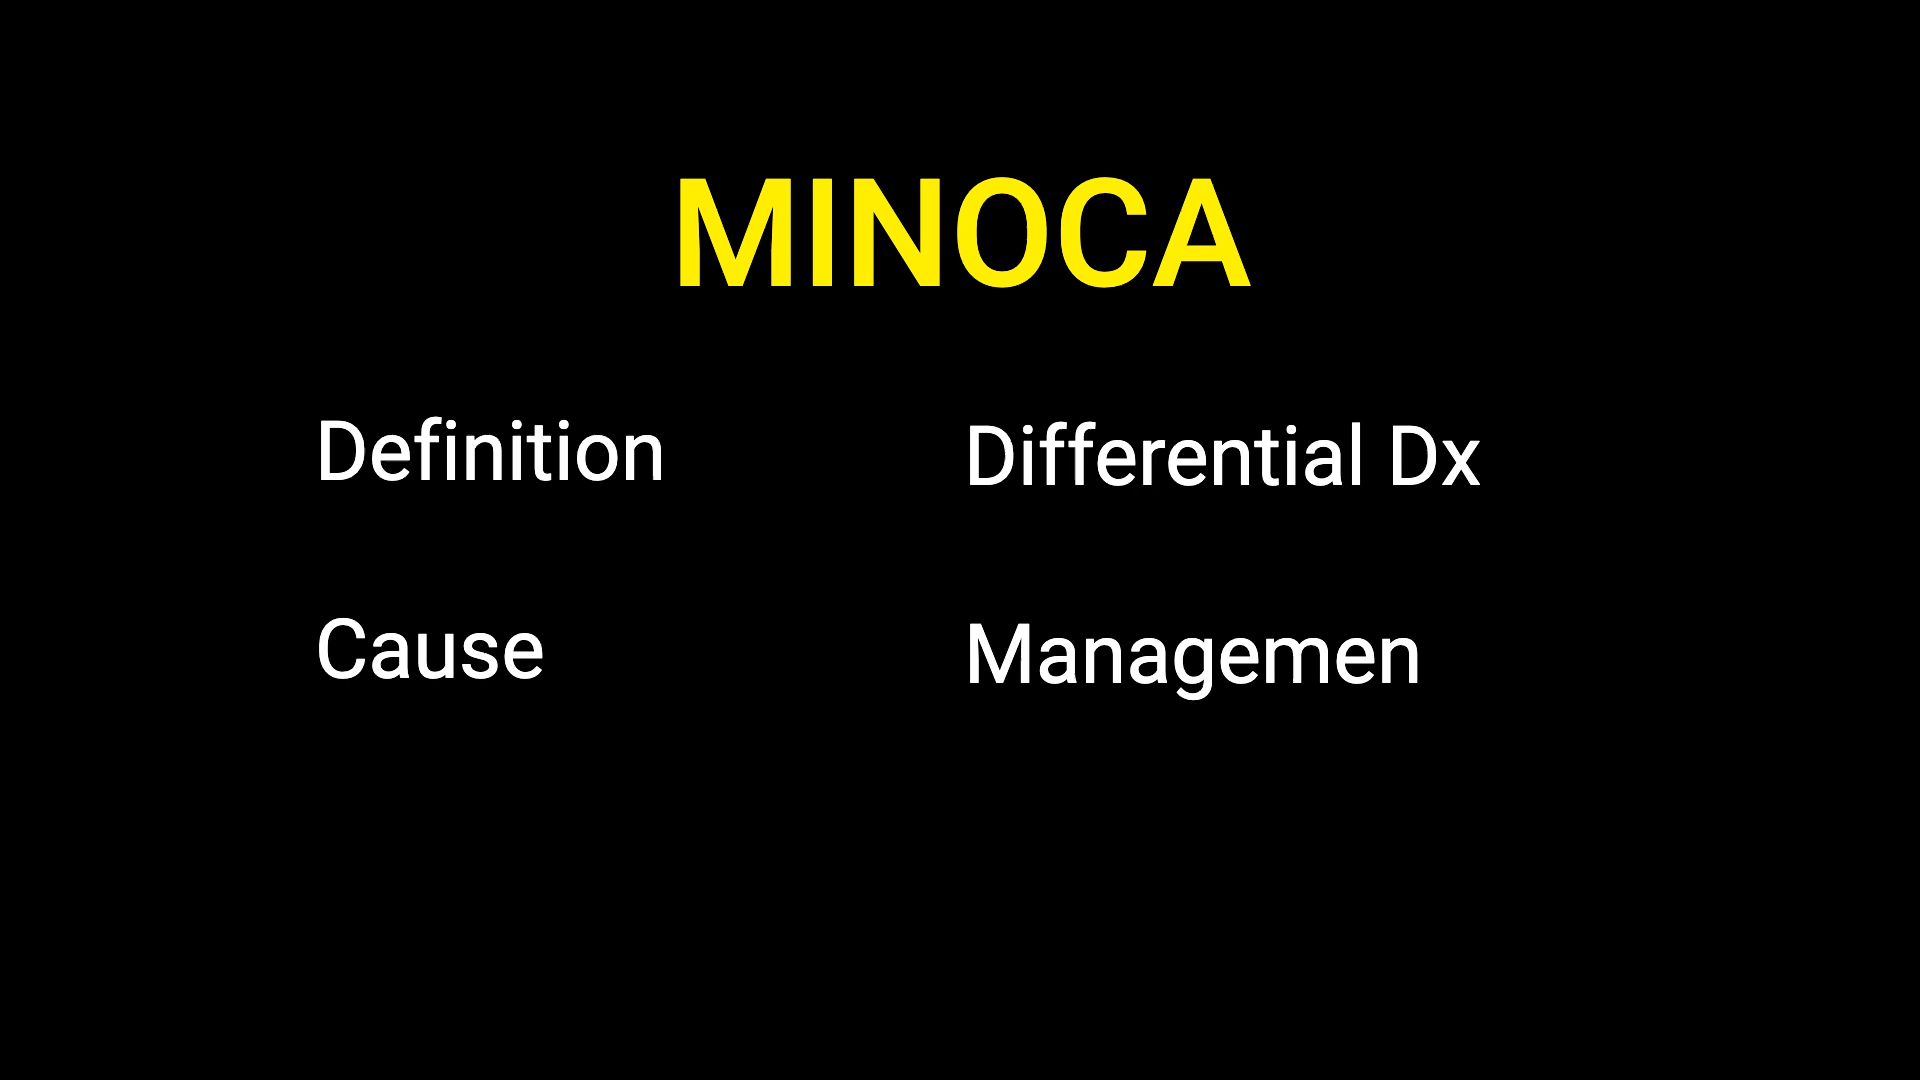 MINOCA
Definition
Differential Dx
Cause
Managemen